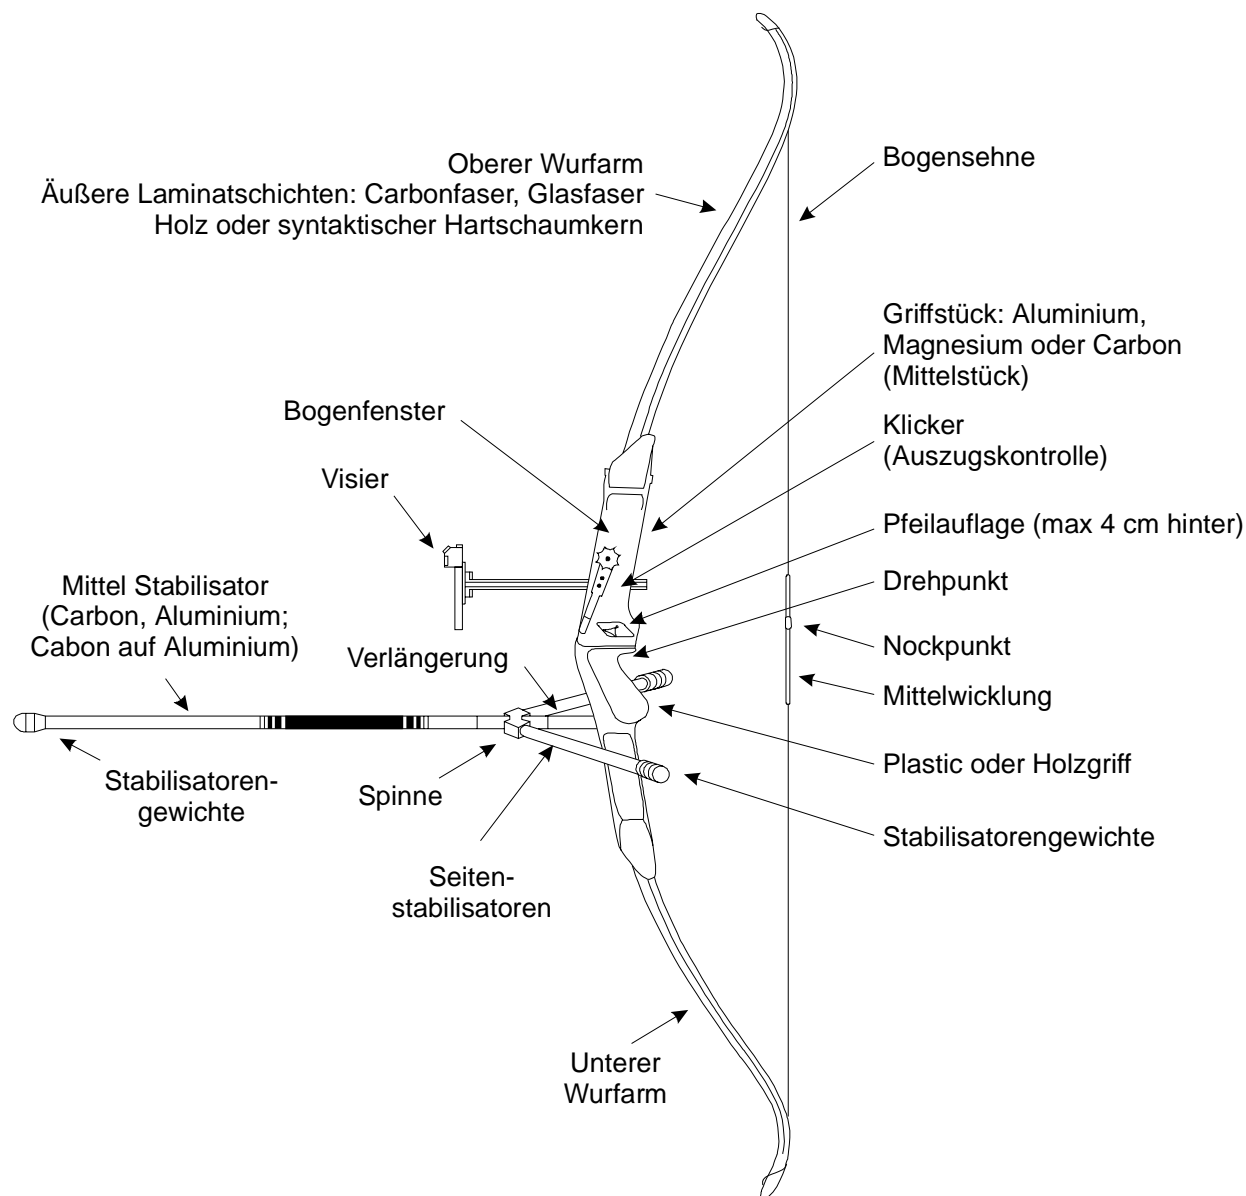 Oberer Wurfarm
Äußere Laminatschichten: Carbonfaser, Glasfaser
Holz oder syntaktischer Hartschaumkern
Bogensehne
Griffstück: Aluminium,
Magnesium oder Carbon
(Mittelstück)
Bogenfenster
Klicker
(Auszugskontrolle)
Visier
Pfeilauflage (max 4 cm hinter)
Mittel Stabilisator
(Carbon, Aluminium;
Cabon auf Aluminium)
Drehpunkt
Verlängerung
Nockpunkt
Mittelwicklung
Stabilisatoren-
gewichte
Spinne
Plastic oder Holzgriff
Stabilisatorengewichte
Seiten-
stabilisatoren
Unterer
Wurfarm